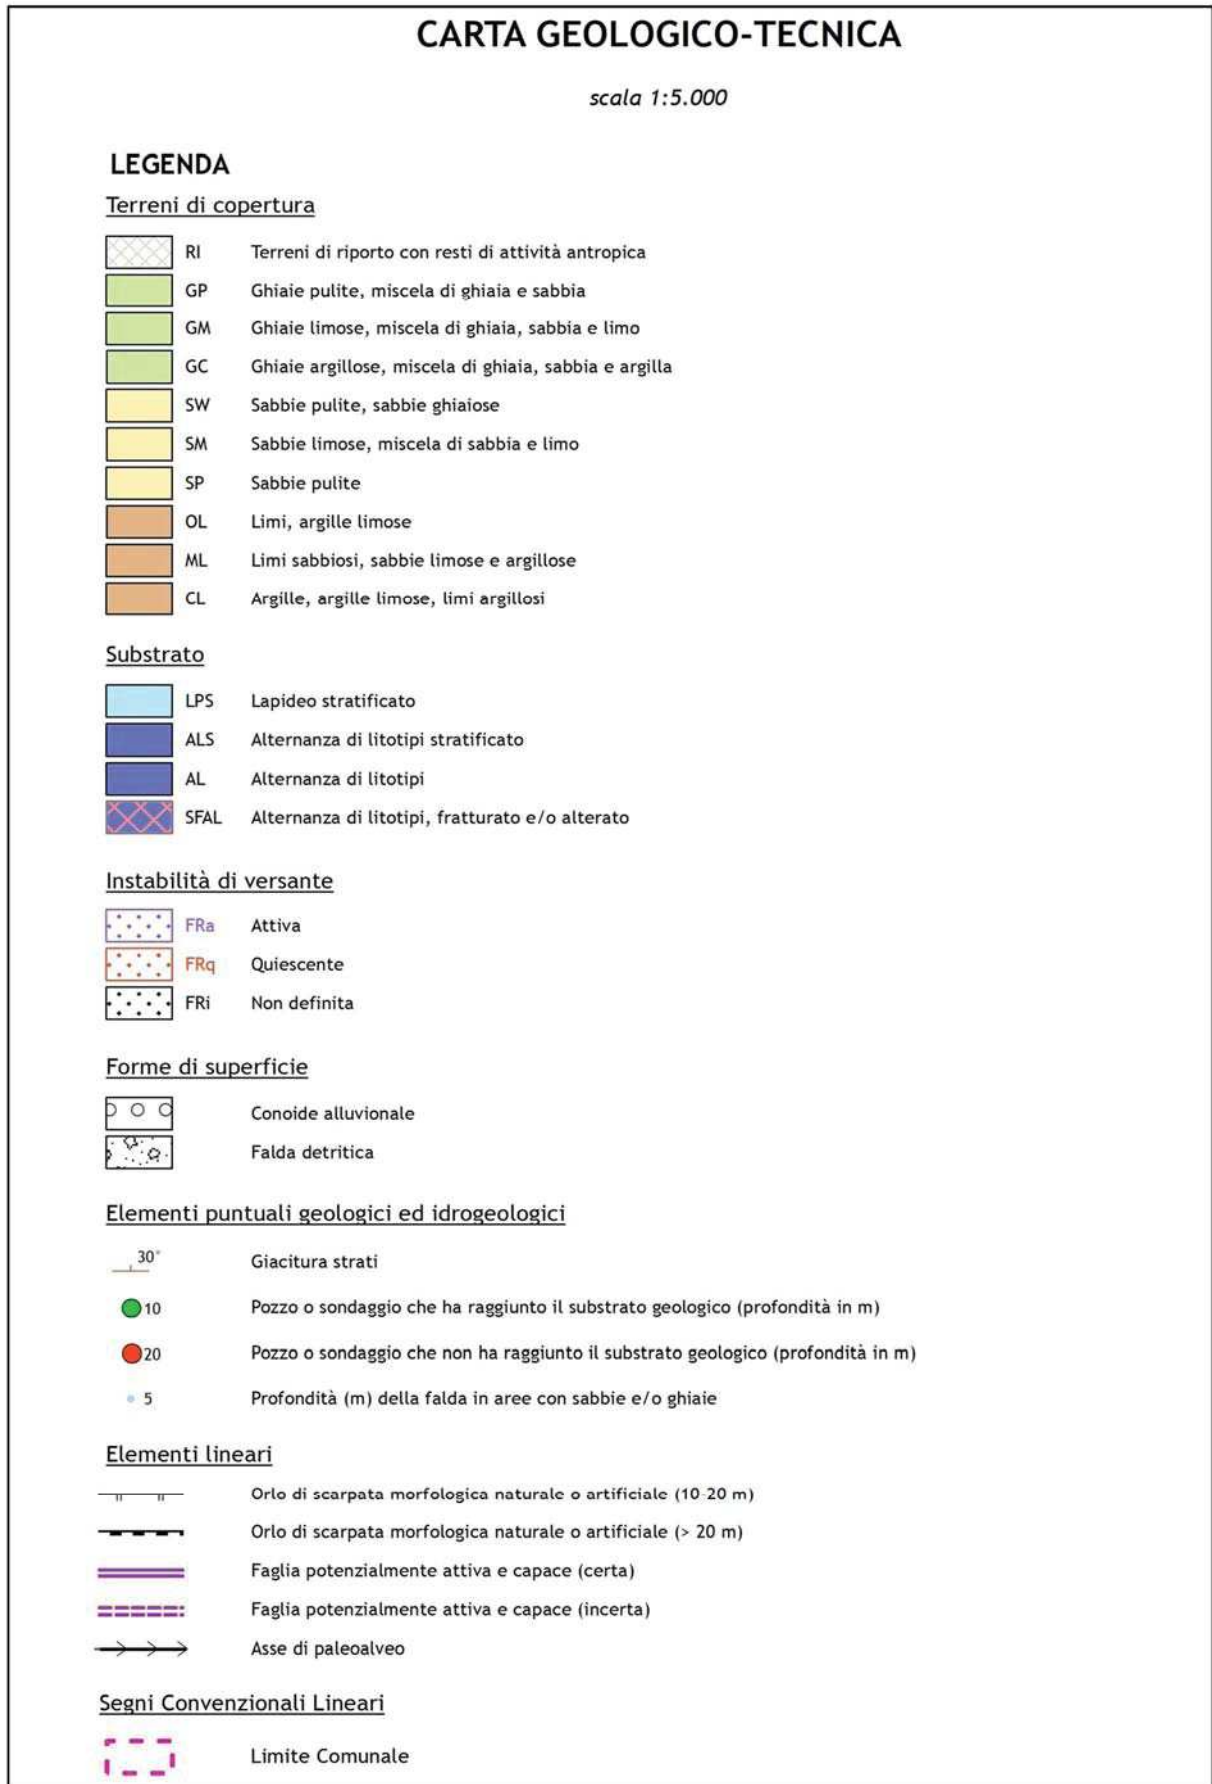 CARTA GEOLOGICO-TECNICA
scala 1:5.000
LEGENDA
Terreni di copertura
RI Terreni di riporto con resti di attività antropica
GP Ghiaie pulite, miscela di ghiaia e sabbia
GM Ghiaie limose, miscela di ghiaia, sabbia e limo
GC Ghiaie argillose, miscela di ghiaia, sabbia e argilla
SW Sabbie pulite, sabbie ghiaiose
SM Sabbie limose, miscela di sabbia e limo
SP Sabbie pulite
OL Limi, argille limose
ML Limi sabbiosi, sabbie limose e argillose
CL Argille, argille limose, limi argillosi
Substrato
LPS Lapideo stratificato
ALS Alternanza di litotipi stratificato
AL Alternanza di litotipi
SFAL Alternanza di litotipi, fratturato e/o alterato
Instabilità di versante
FRa Attiva
FRq Quiescente
FRi Non definita
Forme di superficie
Conoide alluvionale
Falda detritica
Elementi puntuali geologici ed idrogeologici
30° Giacitura strati
10 Pozzo o sondaggio che ha raggiunto il substrato geologico (profondità in m)
20 Pozzo o sondaggio che non ha raggiunto il substrato geologico (profondità in m)
5 Profondità (m) della falda in aree con sabbie e/o ghiaie
Elementi lineari
Orlo di scarpata morfologica naturale o artificiale (10-20 m)
Orlo di scarpata morfologica naturale o artificiale (> 20 m)
Faglia potenzialmente attiva e capace (certa)
Faglia potenzialmente attiva e capace (incerta)
Asse di paleoalveo
Segni Convenzionali Lineari
Limite Comunale